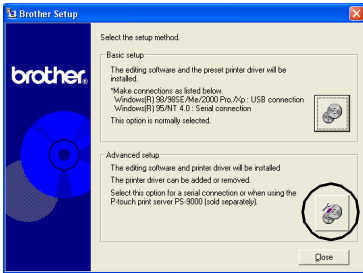 Brother Setup
Select the setup method.
brother®
Basic setup
The editing software and the preset printer driver will be
installed.
*Make connections as listed below.
Windows(R) 98/98SE/Me/2000 Pro./Xp : USB connection
Windows(R) 95/NT 4.0 : Serial connection
This option is normally selected.
Advanced setup
The editing software and printer driver will be installed
The printer driver can be added or removed.
Select this option for a serial connection or when using the
P-touch print server PS-9000 (sold separately).
Close